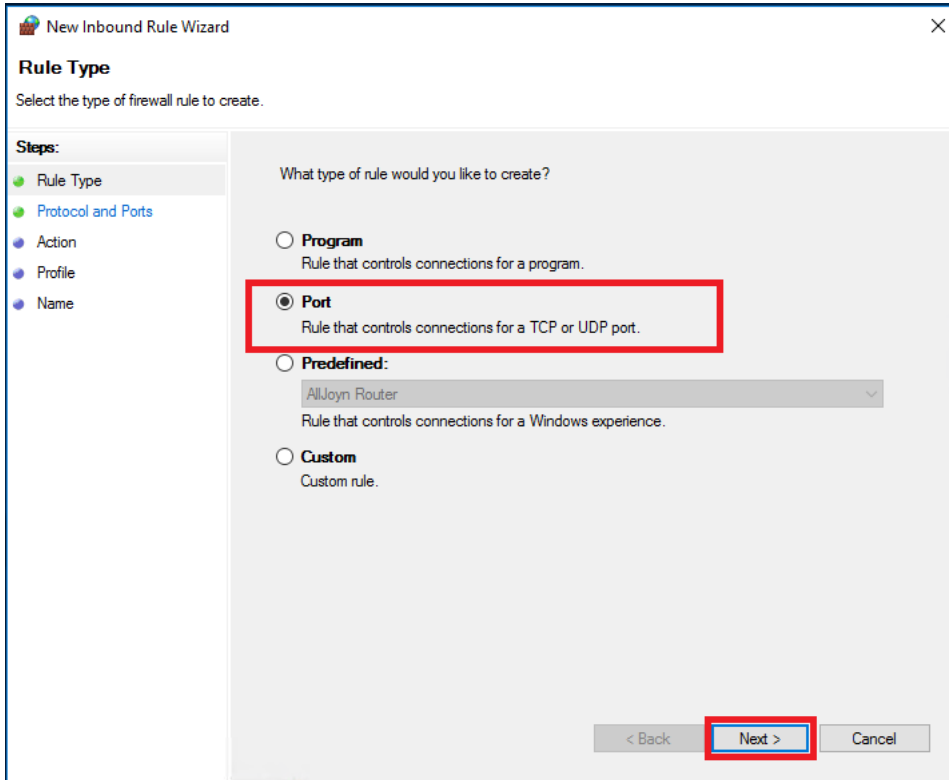 New Inbound Rule Wizard
Rule Type
Select the type of firewall rule to create.
Steps:
Rule Type
Protocol and Ports
Action
Profile
Name
What type of rule would you like to create?
Program
Rule that controls connections for a program.
Port
Rule that controls connections for a TCP or UDP port.
Predefined:
AllJoyn Router
Rule that controls connections for a Windows experience.
Custom
Custom rule.
< Back
Next >
Cancel